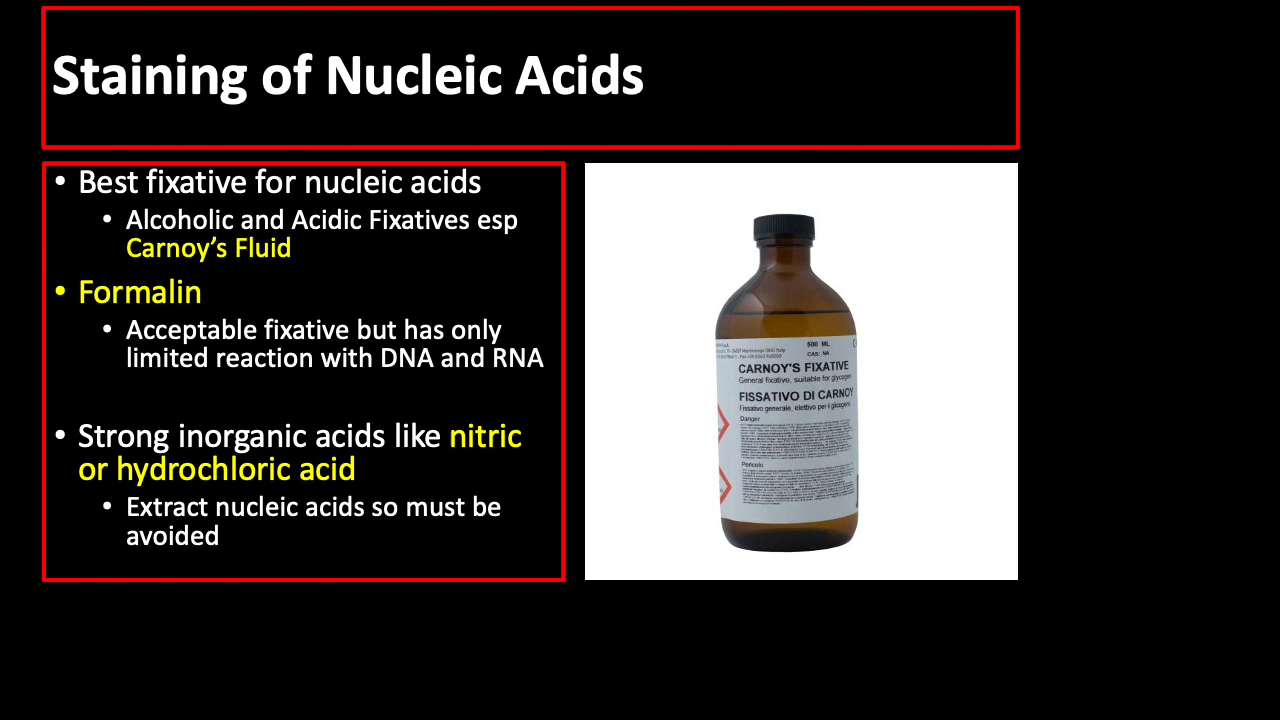 Staining of Nucleic Acids
• Best fixative for nucleic acids
• Alcoholic and Acidic Fixatives esp
Carnoy’s Fluid
• Formalin
• Acceptable fixative but has only
limited reaction with DNA and RNA
• Strong inorganic acids like nitric
or hydrochloric acid
• Extract nucleic acids so must be
avoided
500 ML
CAS: NA
CARNOY'S FIXATIVE
General fixative, suitable for glycogen
FISSATIVO DI CARNOY
Fissativo generale, elettivo per il glicogeno
Danger
Pericolo